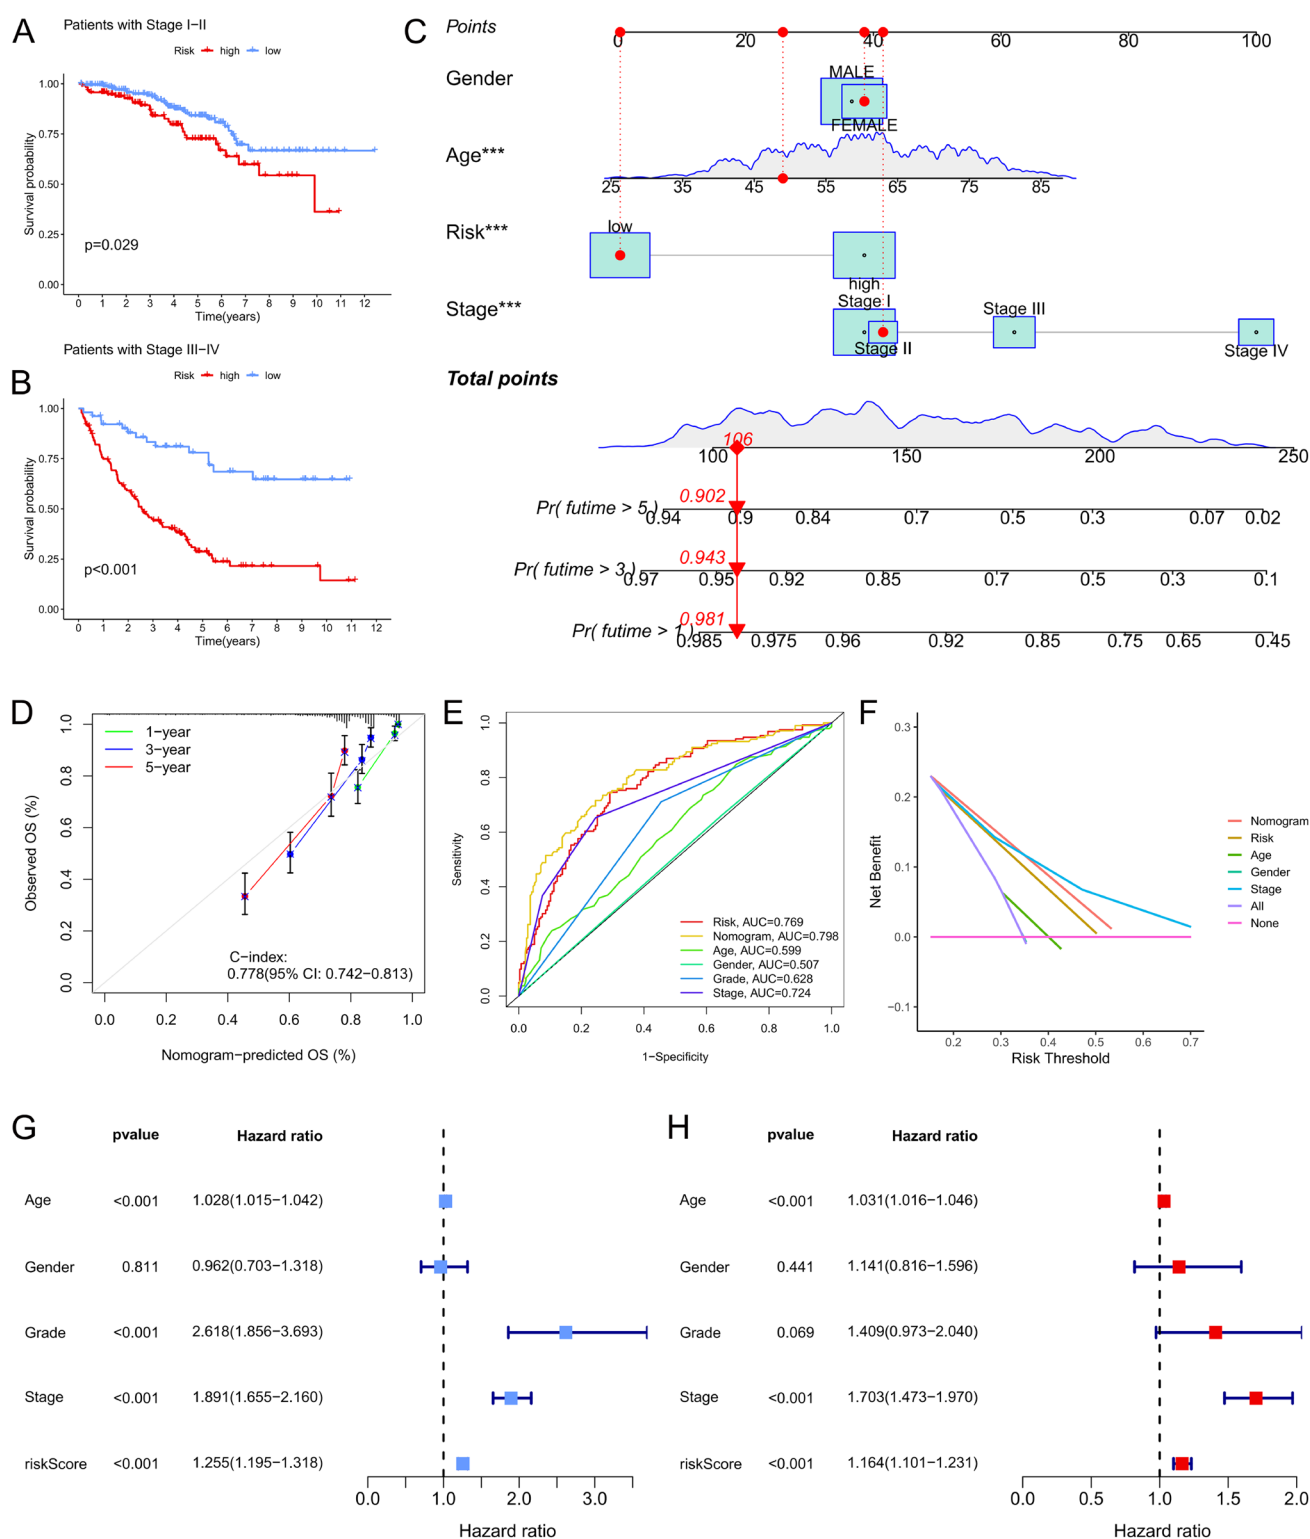 A
Patients with Stage I−II
Risk high low
Survival probability
1.00
0.75
0.50
0.25
0.00
p=0.029
0 1 2 3 4 5 6 7 8 9 10 11 12
Time(years)
B
Patients with Stage III−IV
Risk high low
Survival probability
1.00
0.75
0.50
0.25
0.00
p<0.001
0 1 2 3 4 5 6 7 8 9 10 11 12
Time(years)
C
Points
0 20 40 60 80 100
Gender
MALE
FEMALE
Age***
25 35 45 55 65 75 85
Risk***
low
high
Stage***
Stage I
Stage II
Stage III
Stage IV
Total points
106
100 150 200 250
0.902
Pr( futime > 5 )
0.94 0.9 0.84 0.7 0.5 0.3 0.07 0.02
0.943
Pr( futime > 3 )
0.97 0.95 0.92 0.85 0.7 0.5 0.3 0.1
0.981
Pr( futime > 1 )
0.985 0.975 0.96 0.92 0.85 0.75 0.65 0.45
D
1−year
3−year
5−year
Observed OS (%)
1.0
0.8
0.6
0.4
0.2
0.0
C−index:
0.778(95% CI: 0.742−0.813)
0.0 0.2 0.4 0.6 0.8 1.0
Nomogram−predicted OS (%)
E
Sensitivity
1.0
0.8
0.6
0.4
0.2
0.0
Risk, AUC=0.769
Nomogram, AUC=0.798
Age, AUC=0.599
Gender, AUC=0.507
Grade, AUC=0.628
Stage, AUC=0.724
0.0 0.2 0.4 0.6 0.8 1.0
1−Specificity
F
Net Benefit
0.3
0.2
0.1
0.0
−0.1
0.2 0.3 0.4 0.5 0.6 0.7
Risk Threshold
Nomogram
Risk
Age
Gender
Stage
All
None
G
pvalue Hazard ratio
Age <0.001 1.028(1.015−1.042)
Gender 0.811 0.962(0.703−1.318)
Grade <0.001 2.618(1.856−3.693)
Stage <0.001 1.891(1.655−2.160)
riskScore <0.001 1.255(1.195−1.318)
0.0 1.0 2.0 3.0
Hazard ratio
H
pvalue Hazard ratio
Age <0.001 1.031(1.016−1.046)
Gender 0.441 1.141(0.816−1.596)
Grade 0.069 1.409(0.973−2.040)
Stage <0.001 1.703(1.473−1.970)
riskScore <0.001 1.164(1.101−1.231)
0.0 0.5 1.0 1.5 2.0
Hazard ratio